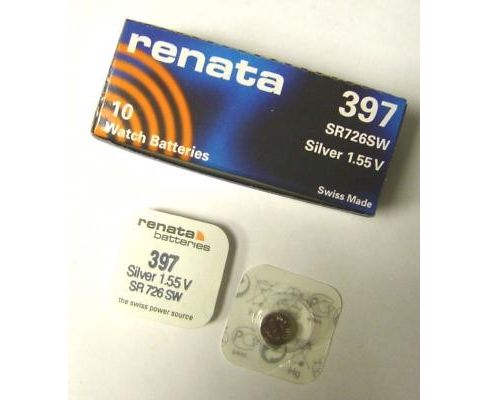 renata
397
SR726SW
Silver 1.55 V
10
Watch Batteries
Swiss Made
renata
batteries
397
Silver 1.55 V
SR 726 SW
the swiss power source
Hg